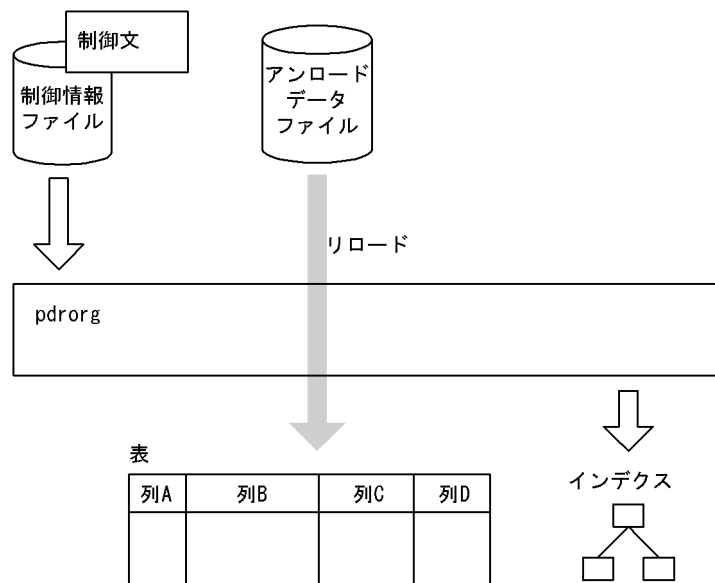 制御文
制御情報
ファイル
アンロード
データ
ファイル
リロード
pdrorg
表
列A 列B 列C 列D
インデクス